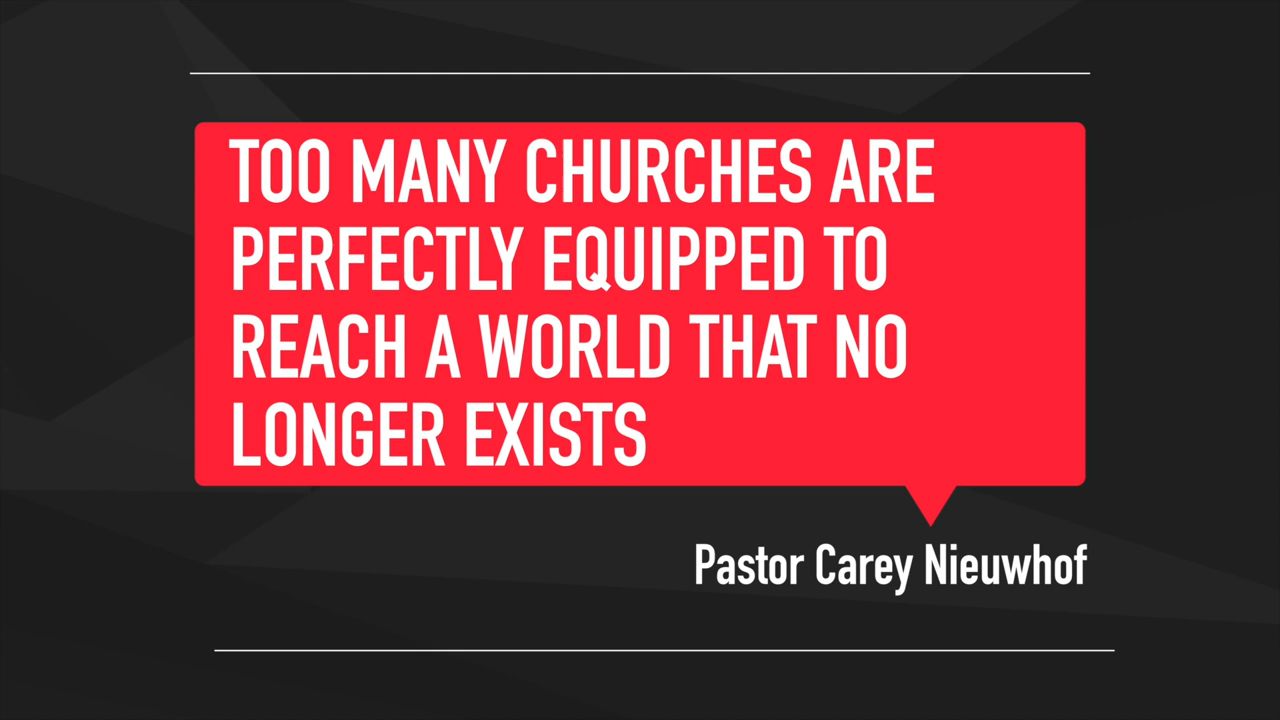 TOO MANY CHURCHES ARE
PERFECTLY EQUIPPED TO
REACH A WORLD THAT NO
LONGER EXISTS
Pastor Carey Nieuwhof